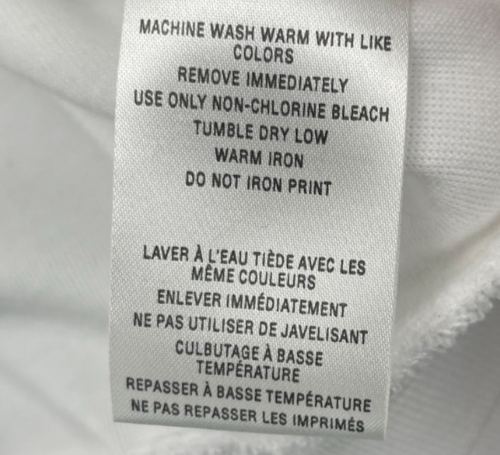 MACHINE WASH WARM WITH LIKE
COLORS
REMOVE IMMEDIATELY
USE ONLY NON-CHLORINE BLEACH
TUMBLE DRY LOW
WARM IRON
DO NOT IRON PRINT
LAVER À L'EAU TIÈDE AVEC LES
MÊME COULEURS
ENLEVER IMMÉDIATEMENT
NE PAS UTILISER DE JAVELISANT
CULBUTAGE À BASSE
TEMPÉRATURE
REPASSER À BASSE TEMPÉRATURE
NE PAS REPASSER LES IMPRIMÉS